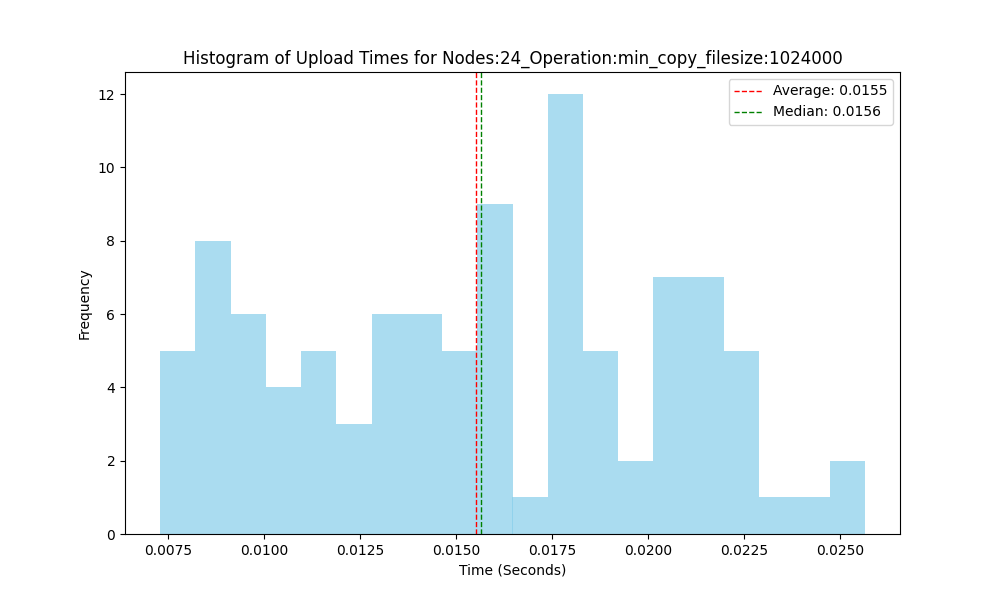 Histogram of Upload Times for Nodes:24_Operation:min_copy_filesize:1024000
Average: 0.0155
Median: 0.0156
Frequency
12
10
8
6
4
2
0
0.0075 0.0100 0.0125 0.0150 0.0175 0.0200 0.0225 0.0250
Time (Seconds)